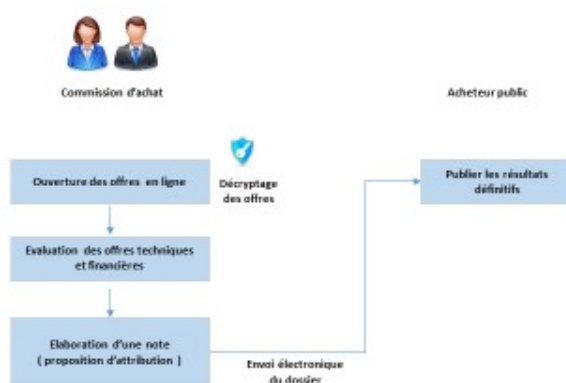 Commission d'achat
Acheteur public
Ouverture des offres en ligne
Décryptage
des offres
Publier les résultats
définitifs
Evaluation des offres techniques
et financières
Elaboration d'une note
( proposition d'attribution )
Envoi électronique
du dossier